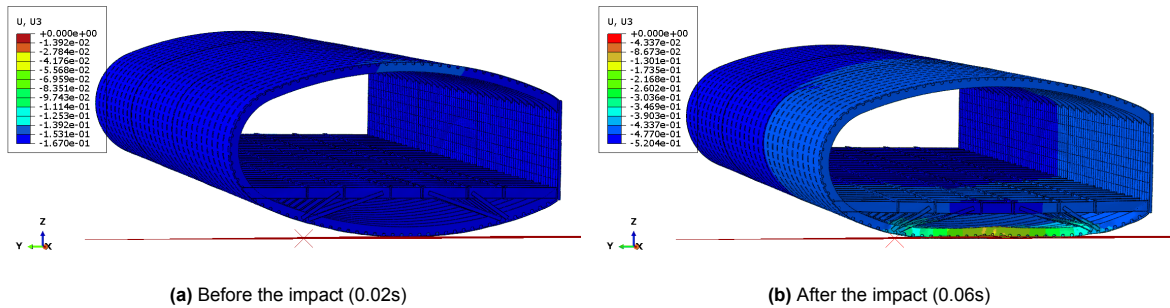 U, U3
+0.000e+00
-1.392e-02
-2.784e-02
-4.176e-02
-5.568e-02
-6.959e-02
-8.351e-02
-9.743e-02
-1.114e-01
-1.253e-01
-1.392e-01
-1.531e-01
-1.670e-01
Z
Y X
(a) Before the impact (0.02s)
U, U3
+0.000e+00
-4.337e-02
-8.673e-02
-1.301e-01
-1.735e-01
-2.168e-01
-2.602e-01
-3.036e-01
-3.469e-01
-3.903e-01
-4.337e-01
-4.770e-01
-5.204e-01
Z
Y X
(b) After the impact (0.06s)